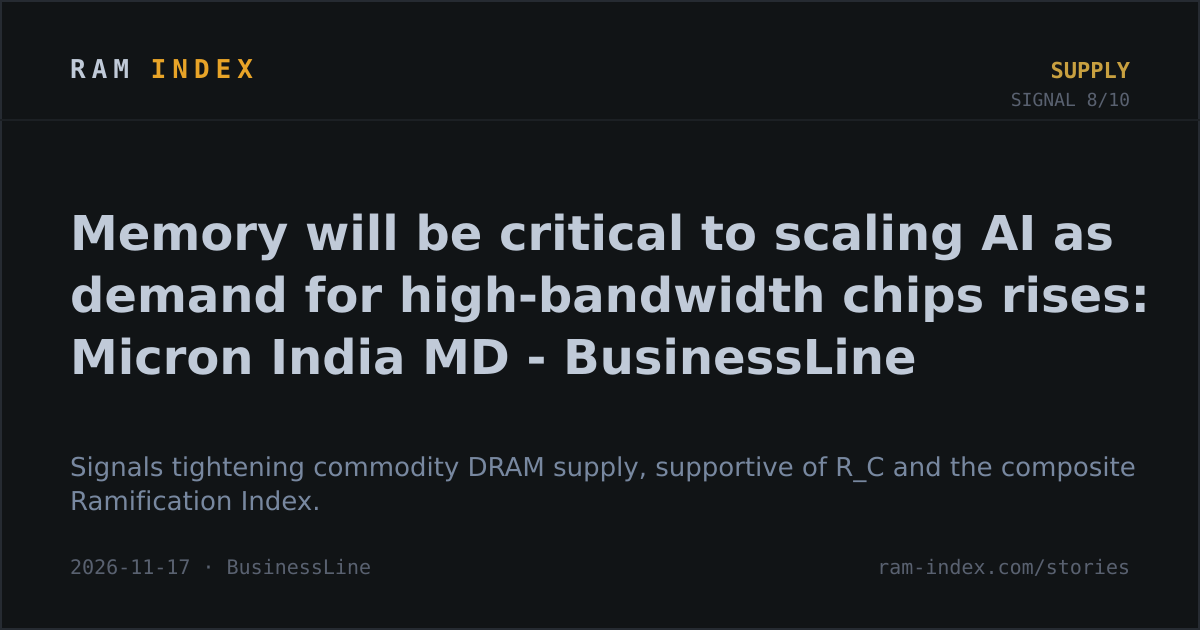 RAM INDEX
SUPPLY
SIGNAL 8/10
Memory will be critical to scaling AI as
demand for high-bandwidth chips rises:
Micron India MD - BusinessLine
Signals tightening commodity DRAM supply, supportive of R_C and the composite
Ramification Index.
2026-11-17 · BusinessLine
ram-index.com/stories